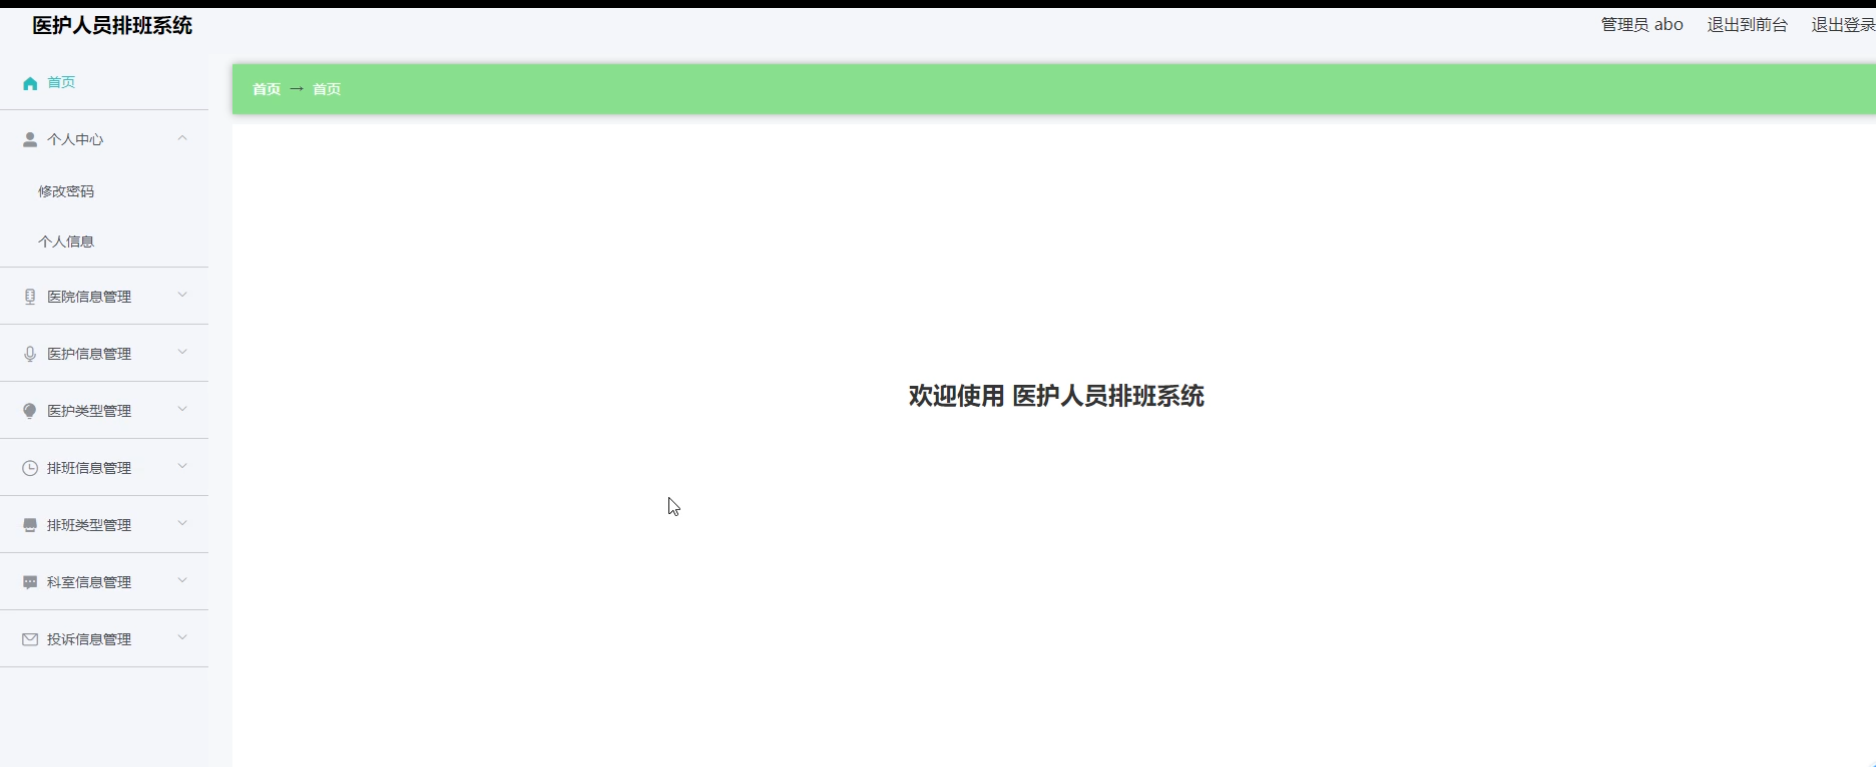 医护人员排班系统
管理员 abo 退出到前台 退出登录
首页
首页 → 首页
个人中心
修改密码
个人信息
医院信息管理
医护信息管理
医护类型管理
排班信息管理
排班类型管理
科室信息管理
投诉信息管理
欢迎使用 医护人员排班系统